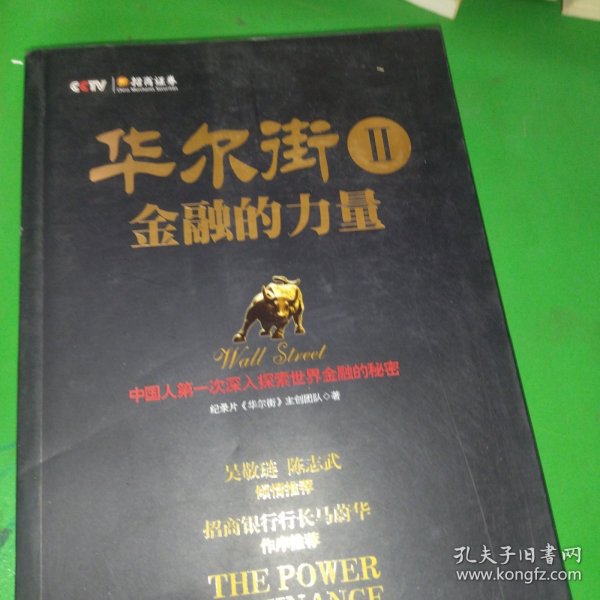 CCTV 招商证券
华尔街 II
金融的力量
Wall Street
中国人第一次深入探索世界金融的秘密
纪录片《华尔街》主创团队◇著
吴敬琏 陈志武
倾情推荐
招商银行行长马蔚华
作序推荐
THE POWER
FINANCE
孔夫子旧书网
www.kongfz.com